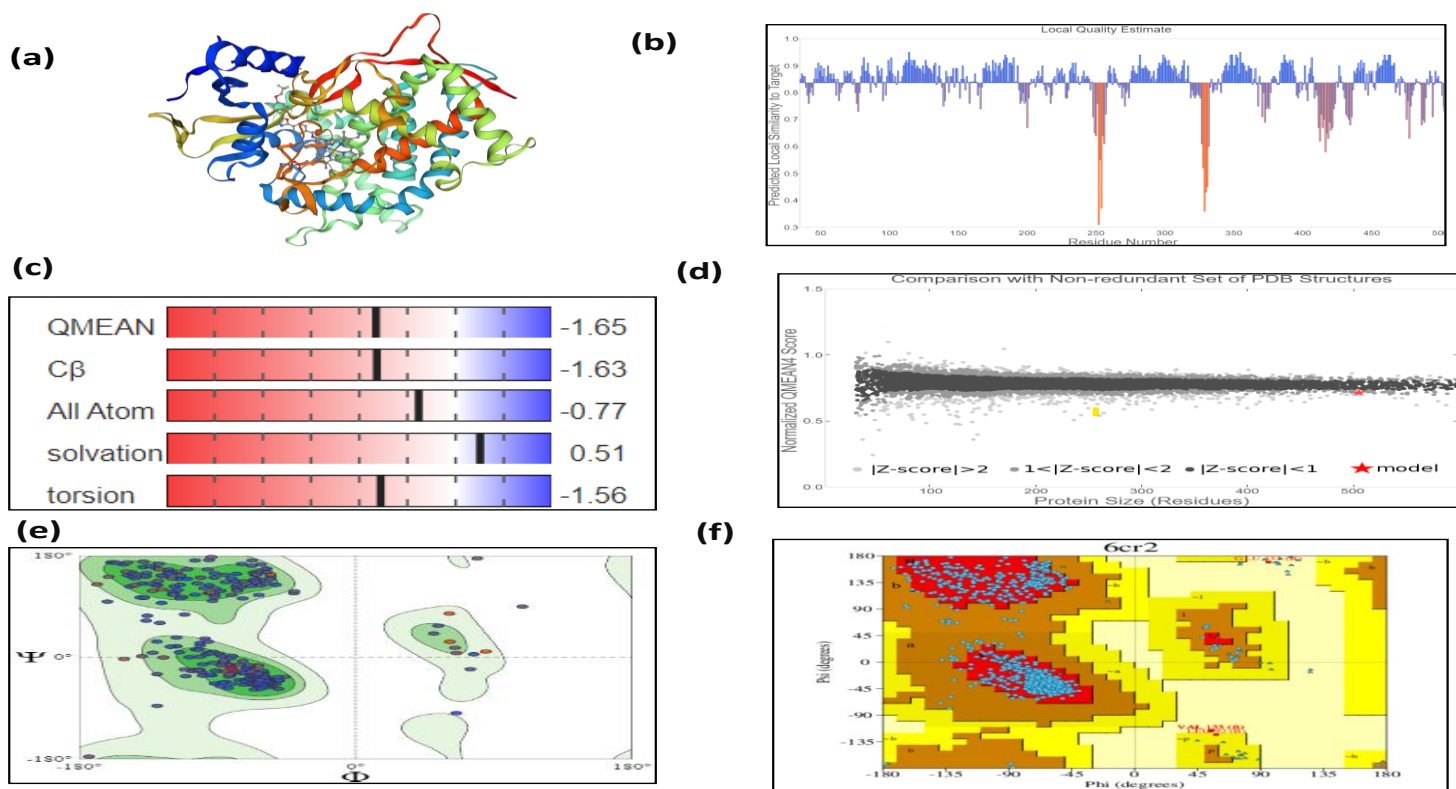 (a)
(b)
Local Quality Estimate
Predicted Local Similarity to Target
1.0
0.9
0.8
0.7
0.6
0.5
0.4
0.3
50
100
150
200
250
300
350
400
450
50
Residue Number
(c)
QMEAN -1.65
Cβ -1.63
All Atom -0.77
solvation 0.51
torsion -1.56
(d)
Comparison with Non-redundant Set of PDB Structures
Normalized QMEAN4 Score
1.5
1.0
0.5
0.0
|Z-score|>2 1<|Z-score|<2 |Z-score|<1 model
100
200
300
400
500
Protein Size (Residues)
(e)
180°
Ψ 0°
-180°
-180° 0° 180°
Φ
(f)
6cr2
Psi (degrees)
180
135
90
45
0
-45
-90
-135
-180 -135 -90 -45 0 45 90 135 180
Phi (degrees)
b
a
~b
~l
~a
~p
p
b
~b